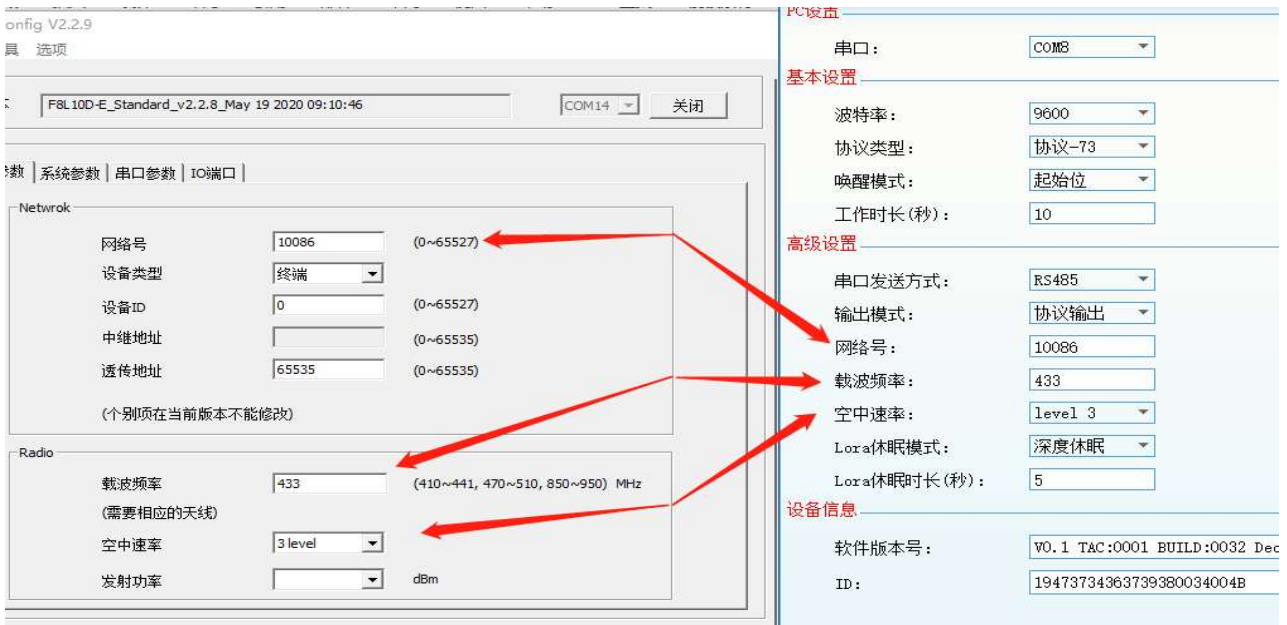 onfig V2.2.9
具 选项
F8L10D-E_Standard_v2.2.8_May 19 2020 09:10:46
COM14
关闭
参数 系统参数 串口参数 IO端口
Netwrok
网络号 10086 (0~65527)
设备类型 终端
设备ID 0 (0~65527)
中继地址 (0~65535)
透传地址 65535 (0~65535)
(个别项在当前版本不能修改)
Radio
载波频率 433 (410~441, 470~510, 850~950) MHz
(需要相应的天线)
空中速率 3 level
发射功率 dBm
PC设置
串口: COM8
基本设置
波特率: 9600
协议类型: 协议-73
唤醒模式: 起始位
工作时长(秒): 10
高级设置
串口发送方式: RS485
输出模式: 协议输出
网络号: 10086
载波频率: 433
空中速率: level 3
Lora休眠模式: 深度休眠
Lora休眠时长(秒): 5
设备信息
软件版本号: V0.1 TAC:0001 BUILD:0032 Dec
ID: 19473734363739380034004B